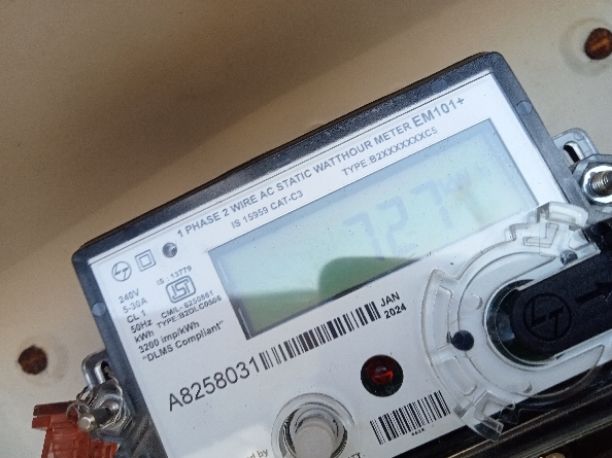 1 PHASE 2 WIRE AC STATIC WATTHOUR METER EM101+
IS 15959 CAT-C3 TYPE B2XXXXXXXC5
240V
5-30A
CL 1
50Hz
kWh
3200 imp/kWh
"DLMS Compliant"
IS 13779
A8258031
JAN
2024